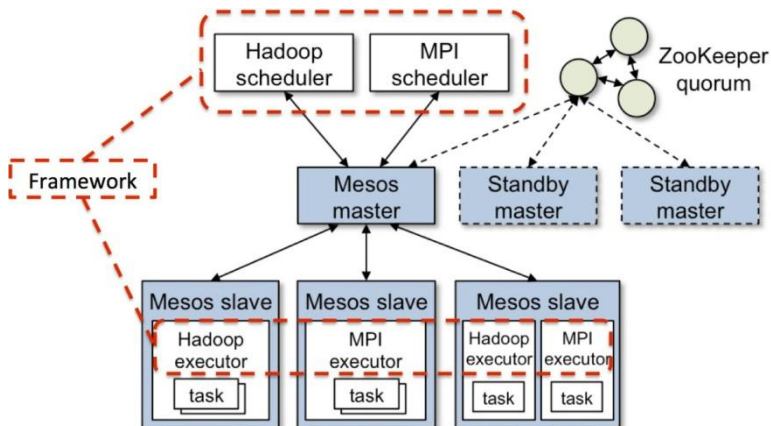 Hadoop
scheduler
MPI
scheduler
ZooKeeper
quorum
Framework
Mesos
master
Standby
master
Standby
master
Mesos slave
Hadoop
executor
task
Mesos slave
MPI
executor
task
Mesos slave
Hadoop
executor
task
MPI
executor
task